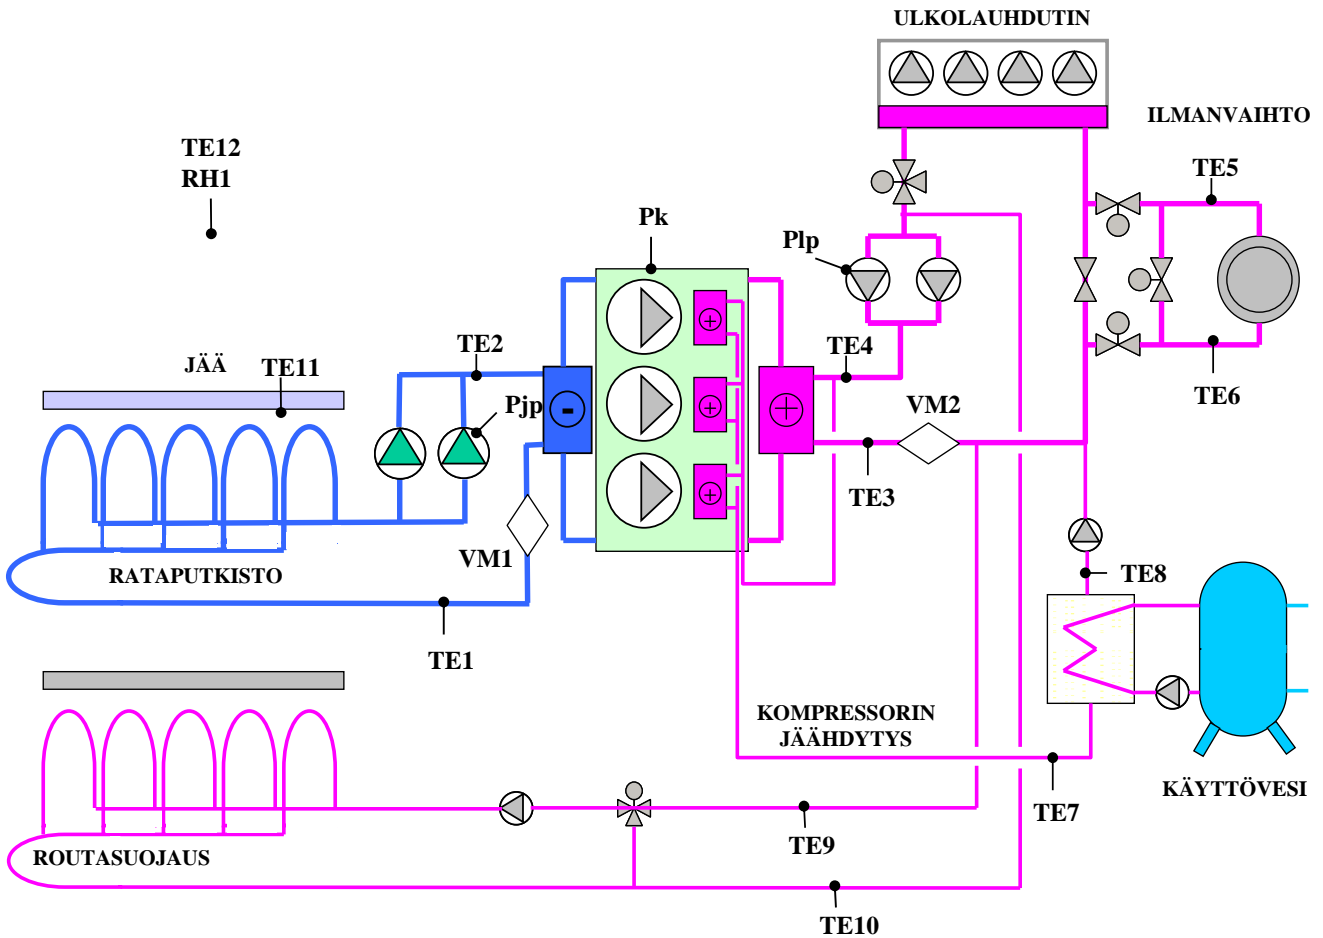 ULKOLAUHDUTIN
ILMANVAIHTO
TE12
RH1
TE5
Pk
Plp
TE2
TE4
JÄÄ
TE11
TE6
Pjp
VM2
-
+
+
+
+
TE3
VM1
RATAPUTKISTO
TE8
TE1
KOMPRESSORIN
JÄÄHDYTYS
KÄYTTÖVESI
TE7
TE9
ROUTASUOJAUS
TE10